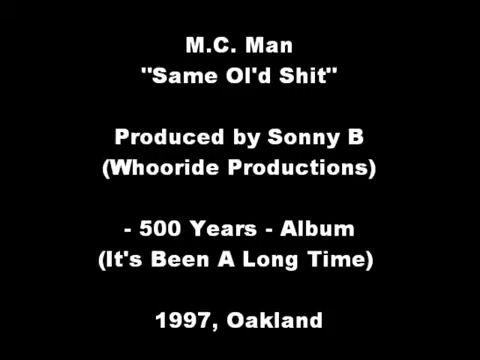 M.C. Man
"Same Ol'd Shit"
Produced by Sonny B
(Whooride Productions)
- 500 Years - Album
(It's Been A Long Time)
1997, Oakland